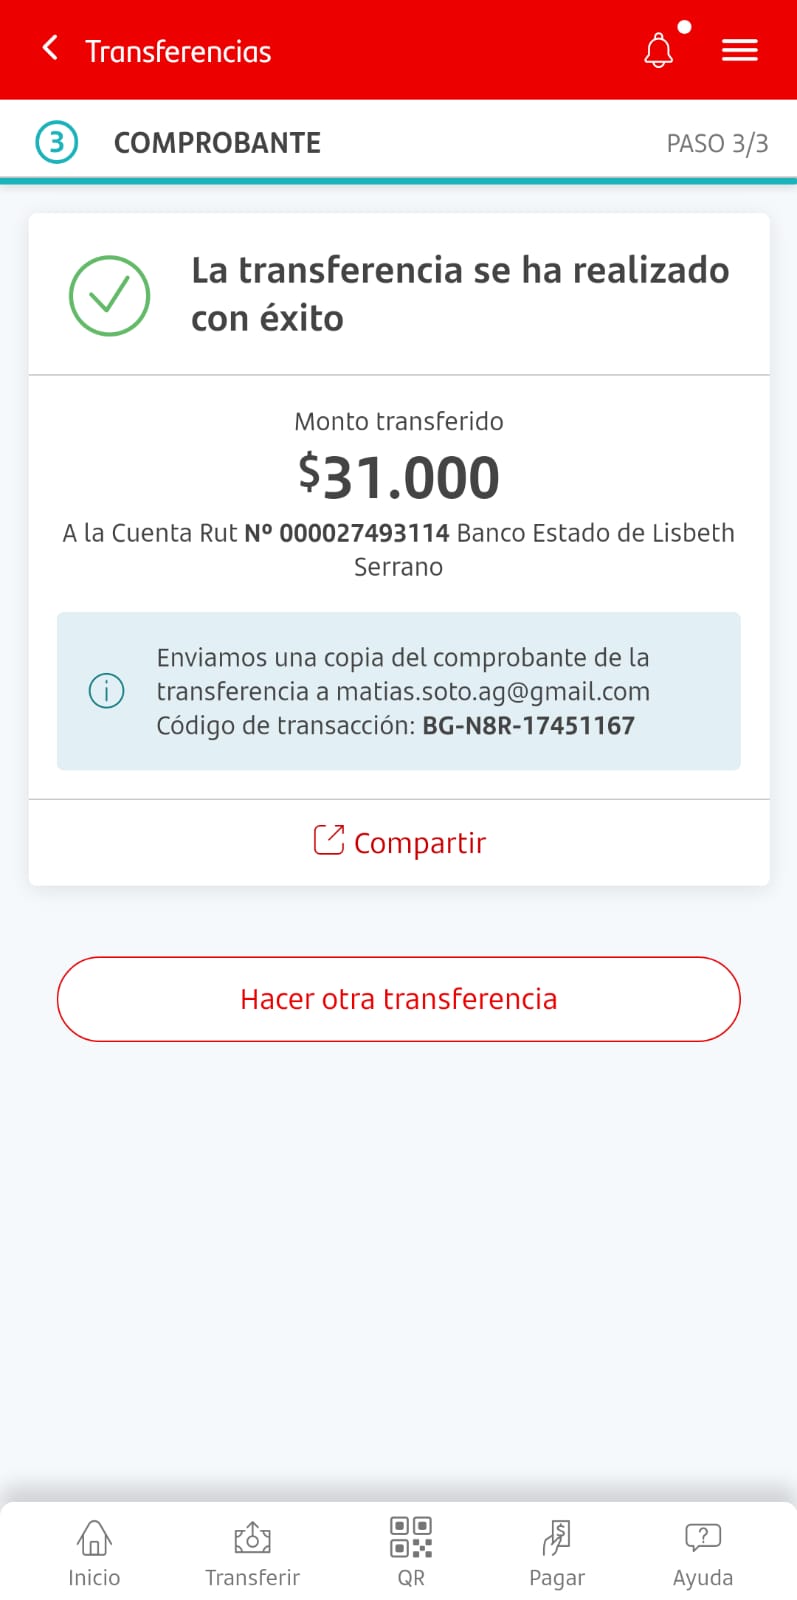 Transferencias
3 COMPROBANTE PASO 3/3
La transferencia se ha realizado
con éxito
Monto transferido
$31.000
A la Cuenta Rut Nº 000027493114 Banco Estado de Lisbeth
Serrano
Enviamos una copia del comprobante de la
transferencia a matias.soto.ag@gmail.com
Código de transacción: BG-N8R-17451167
Compartir
Hacer otra transferencia
Inicio Transferir QR Pagar Ayuda